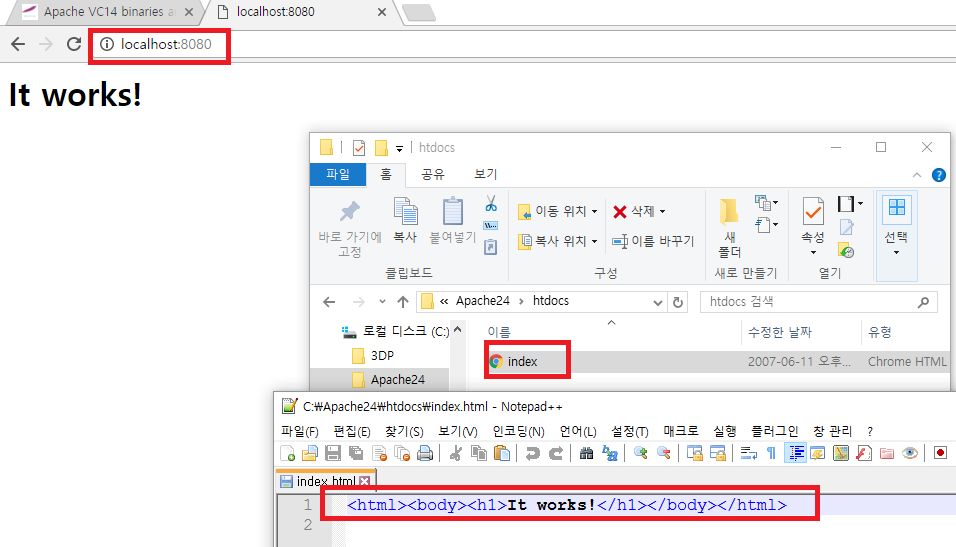 Apache VC14 binaries a
localhost:8080
localhost:8080
It works!
htdocs
파일 홈 공유 보기
바로 가기에 고정
복사
붙여넣기
이동 위치
복사 위치
삭제
이름 바꾸기
새 폴더
속성
선택
클립보드 구성 새로 만들기 열기
« Apache24 › htdocs
htdocs 검색
로컬 디스크 (C:)
3DP
Apache24
이름 수정한 날짜 유형
index 2007-06-11 오후... Chrome HTML
C:₩Apache24₩htdocs₩index.html - Notepad++
파일(F) 편집(E) 찾기(S) 보기(V) 인코딩(N) 언어(L) 설정(T) 매크로 실행 플러그인 창 관리 ?
index.html
1 <html><body><h1>It works!</h1></body></html>
2